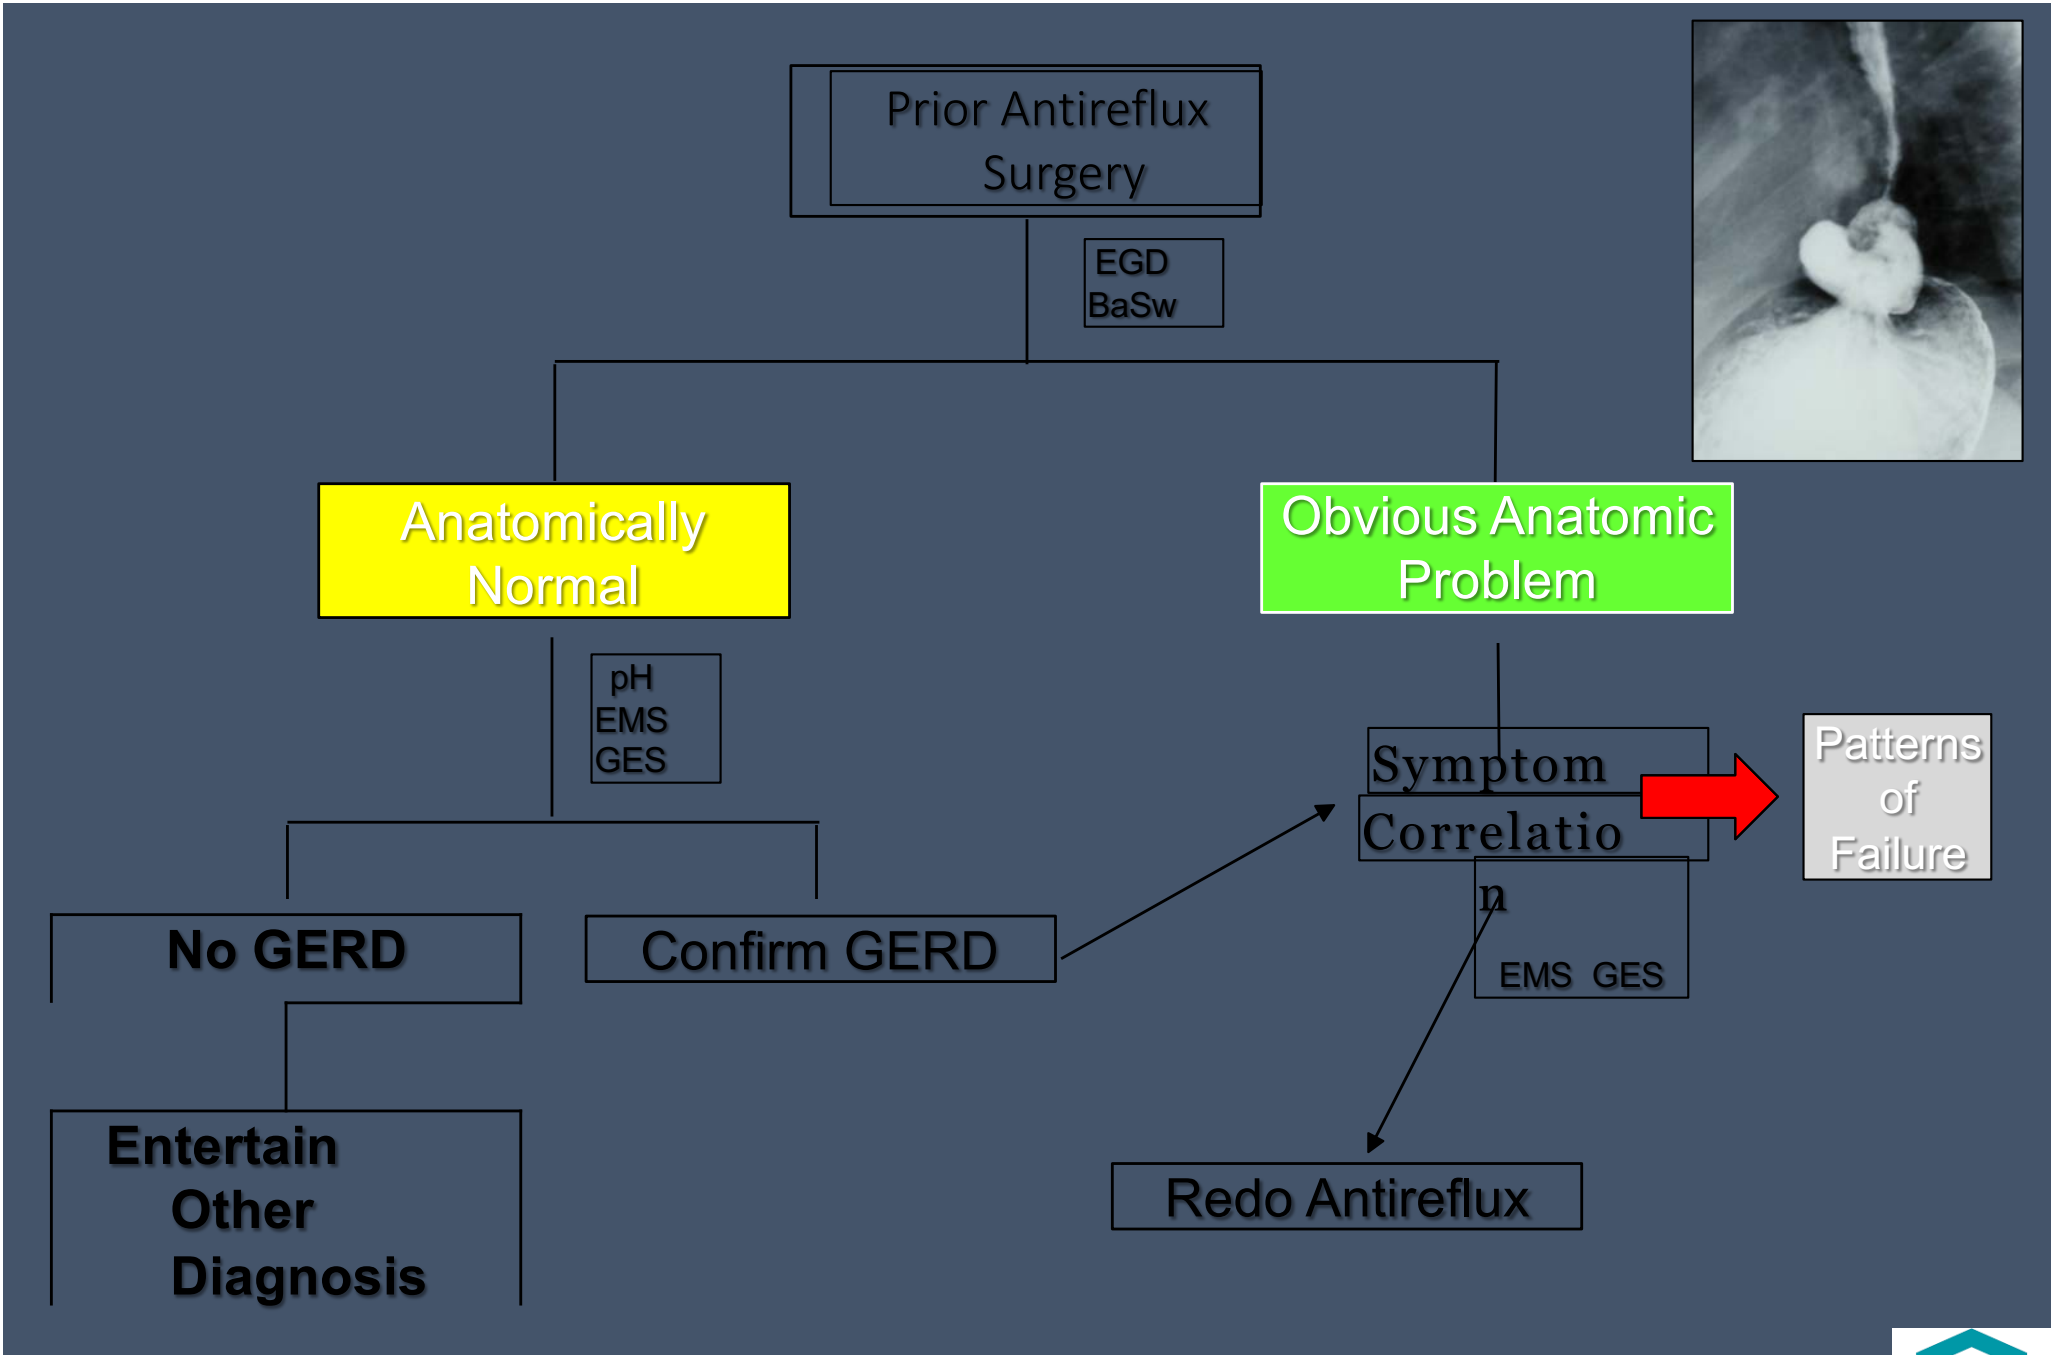 Prior Antireflux
Surgery
EGD
BaSw
Anatomically
Normal
Obvious Anatomic
Problem
pH
EMS
GES
Symptom
Correlatio
n
EMS GES
Patterns
of
Failure
No GERD
Confirm GERD
Entertain
Other
Diagnosis
Redo Antireflux